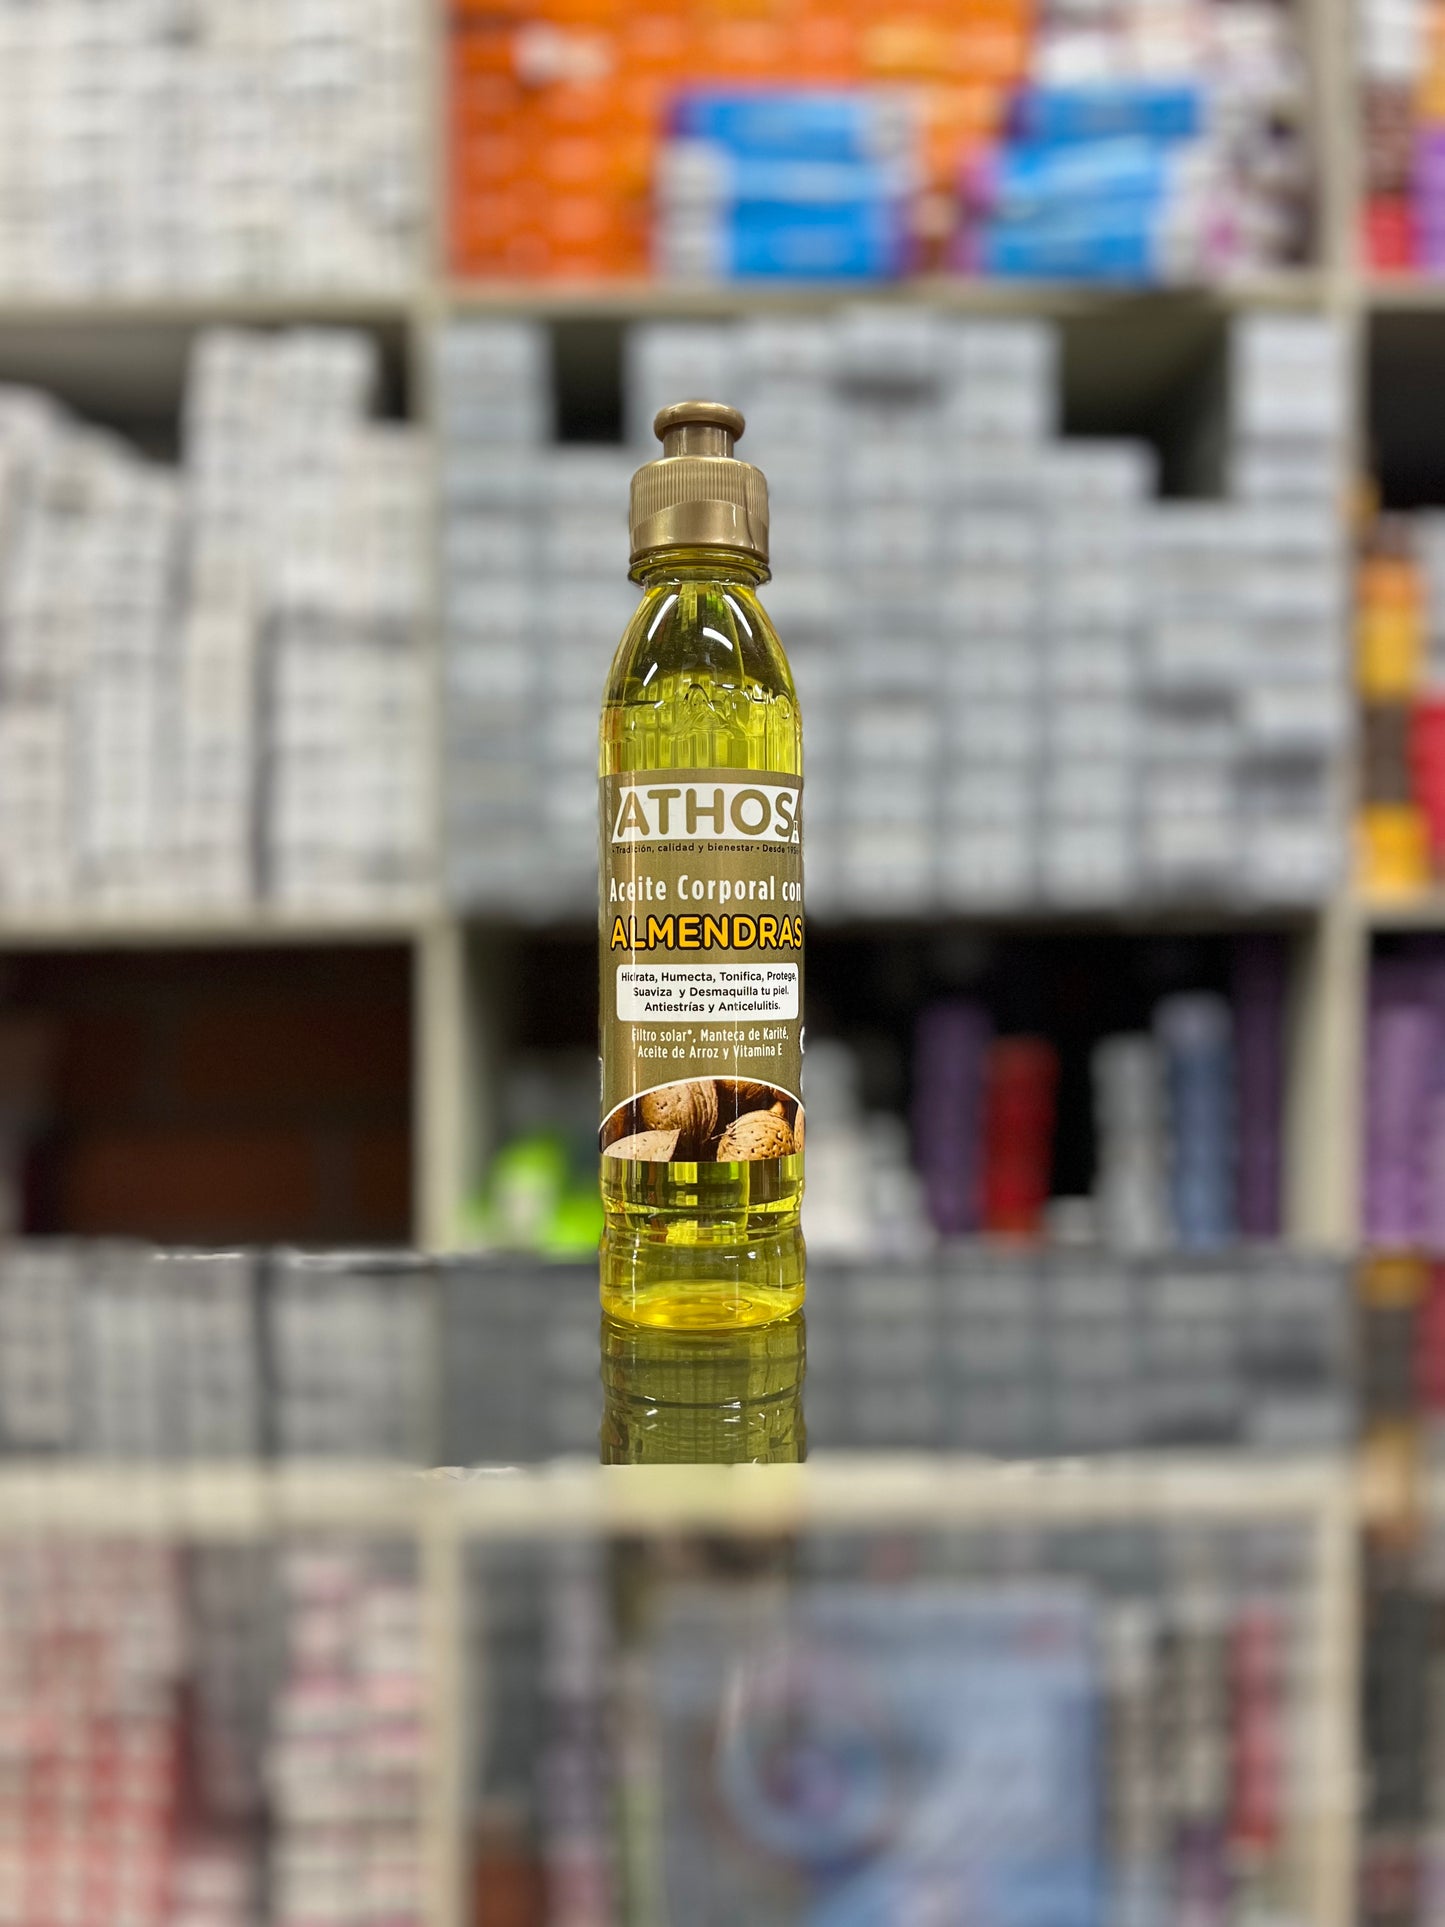 ATHOS
• Tradición, calidad y bienestar • Desde
Aceite Corporal con
ALMENDRAS
Hidrata, Humecta, Tonifica, Protege,
Suaviza y Desmaquilla tu piel.
Antiestrías y Anticelulitis.
Filtro solar*, Manteca de Karité,
Aceite de Arroz y Vitamina E